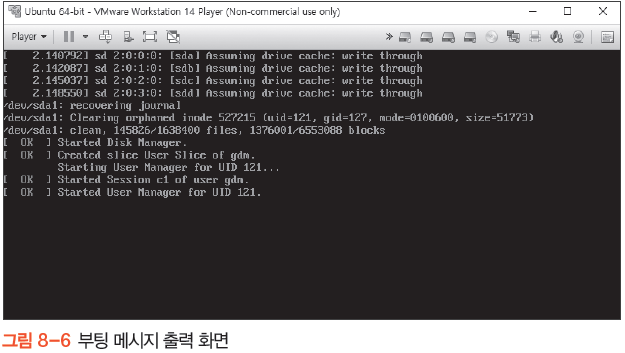 Ubuntu 64-bit - VMware Workstation 14 Player (Non-commercial use only)
Player
[    2.140792] sd 2:0:0:0: [sda] Assuming drive cache: write through
[    2.142087] sd 2:0:1:0: [sdb] Assuming drive cache: write through
[    2.145037] sd 2:0:2:0: [sdc] Assuming drive cache: write through
[    2.148550] sd 2:0:3:0: [sdd] Assuming drive cache: write through
/dev/sda1: recovering journal
/dev/sda1: Clearing orphaned inode 527215 (uid=121, gid=127, mode=0100600, size=51773)
/dev/sda1: clean, 145826/1638400 files, 1376001/6553088 blocks
[  OK  ] Started Disk Manager.
[  OK  ] Created slice User Slice of gdm.
         Starting User Manager for UID 121...
[  OK  ] Started Session c1 of user gdm.
[  OK  ] Started User Manager for UID 121.
그림 8-6 부팅 메시지 출력 화면